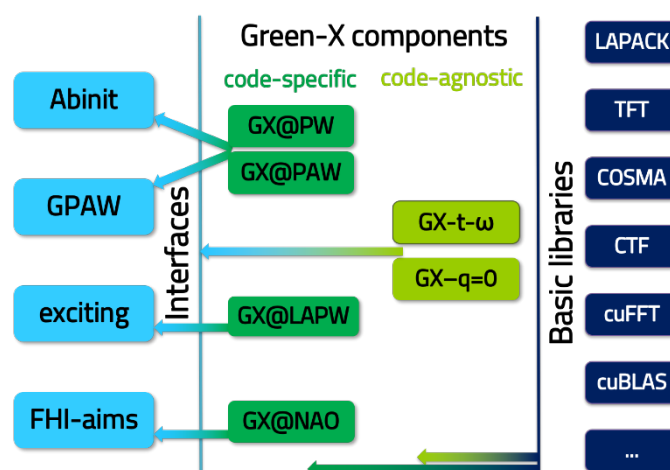 Green-X components
code-specific
code-agnostic
Abinit
GPAW
exciting
FHI-aims
Interfaces
GX@PW
GX@PAW
GX@LAPW
GX@NAO
GX-t-ω
GX–q=0
Basic libraries
LAPACK
TFT
COSMA
CTF
cuFFT
cuBLAS
...